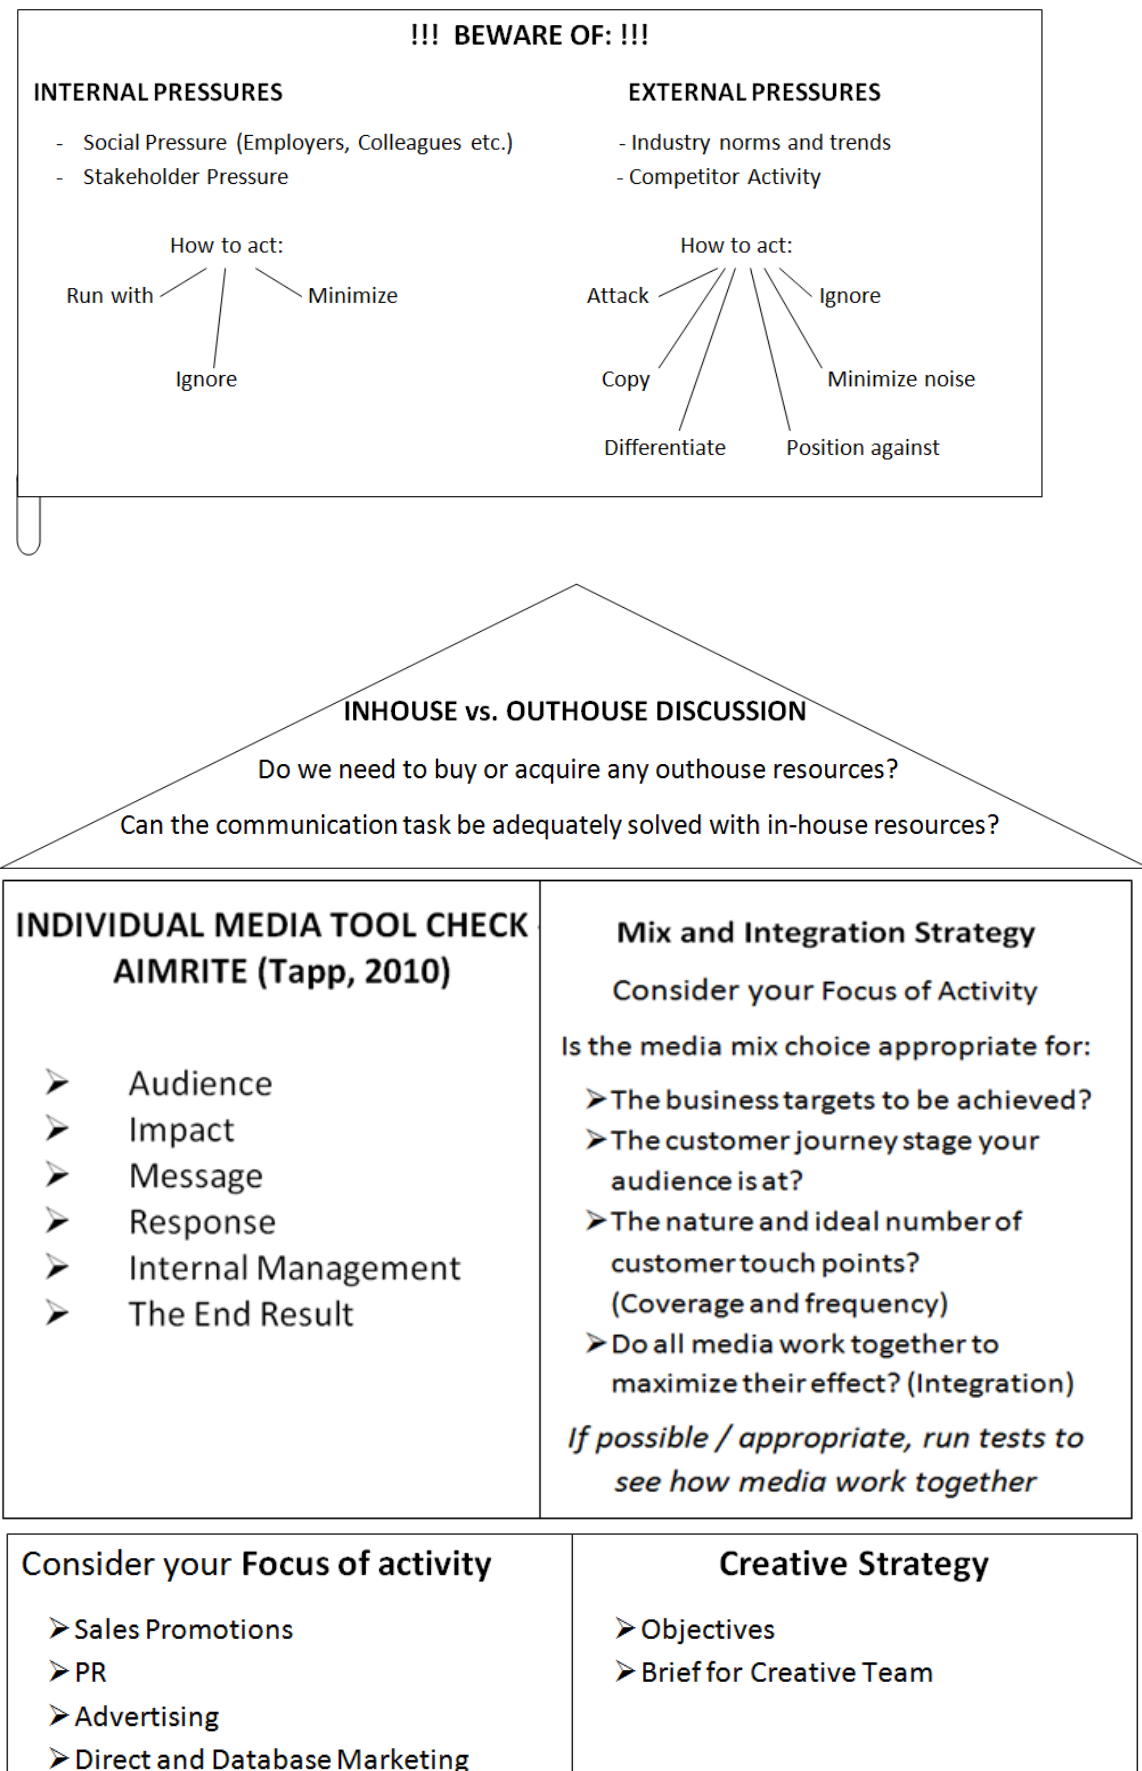 !!! BEWARE OF: !!!
INTERNAL PRESSURES
- Social Pressure (Employers, Colleagues etc.)
- Stakeholder Pressure
How to act:
Run with
Minimize
Ignore
EXTERNAL PRESSURES
- Industry norms and trends
- Competitor Activity
How to act:
Attack
Ignore
Copy
Minimize noise
Differentiate
Position against
INHOUSE vs. OUTHOUSE DISCUSSION
Do we need to buy or acquire any outhouse resources?
Can the communication task be adequately solved with in-house resources?
INDIVIDUAL MEDIA TOOL CHECK -
AIMRITE (Tapp, 2010)
➢ Audience
➢ Impact
➢ Message
➢ Response
➢ Internal Management
➢ The End Result
Mix and Integration Strategy
Consider your Focus of Activity
Is the media mix choice appropriate for:
➢ The business targets to be achieved?
➢ The customer journey stage your
audience is at?
➢ The nature and ideal number of
customer touch points?
(Coverage and frequency)
➢ Do all media work together to
maximize their effect? (Integration)
If possible / appropriate, run tests to
see how media work together
Consider your Focus of activity
➢ Sales Promotions
➢ PR
➢ Advertising
➢ Direct and Database Marketing
Creative Strategy
➢ Objectives
➢ Brief for Creative Team